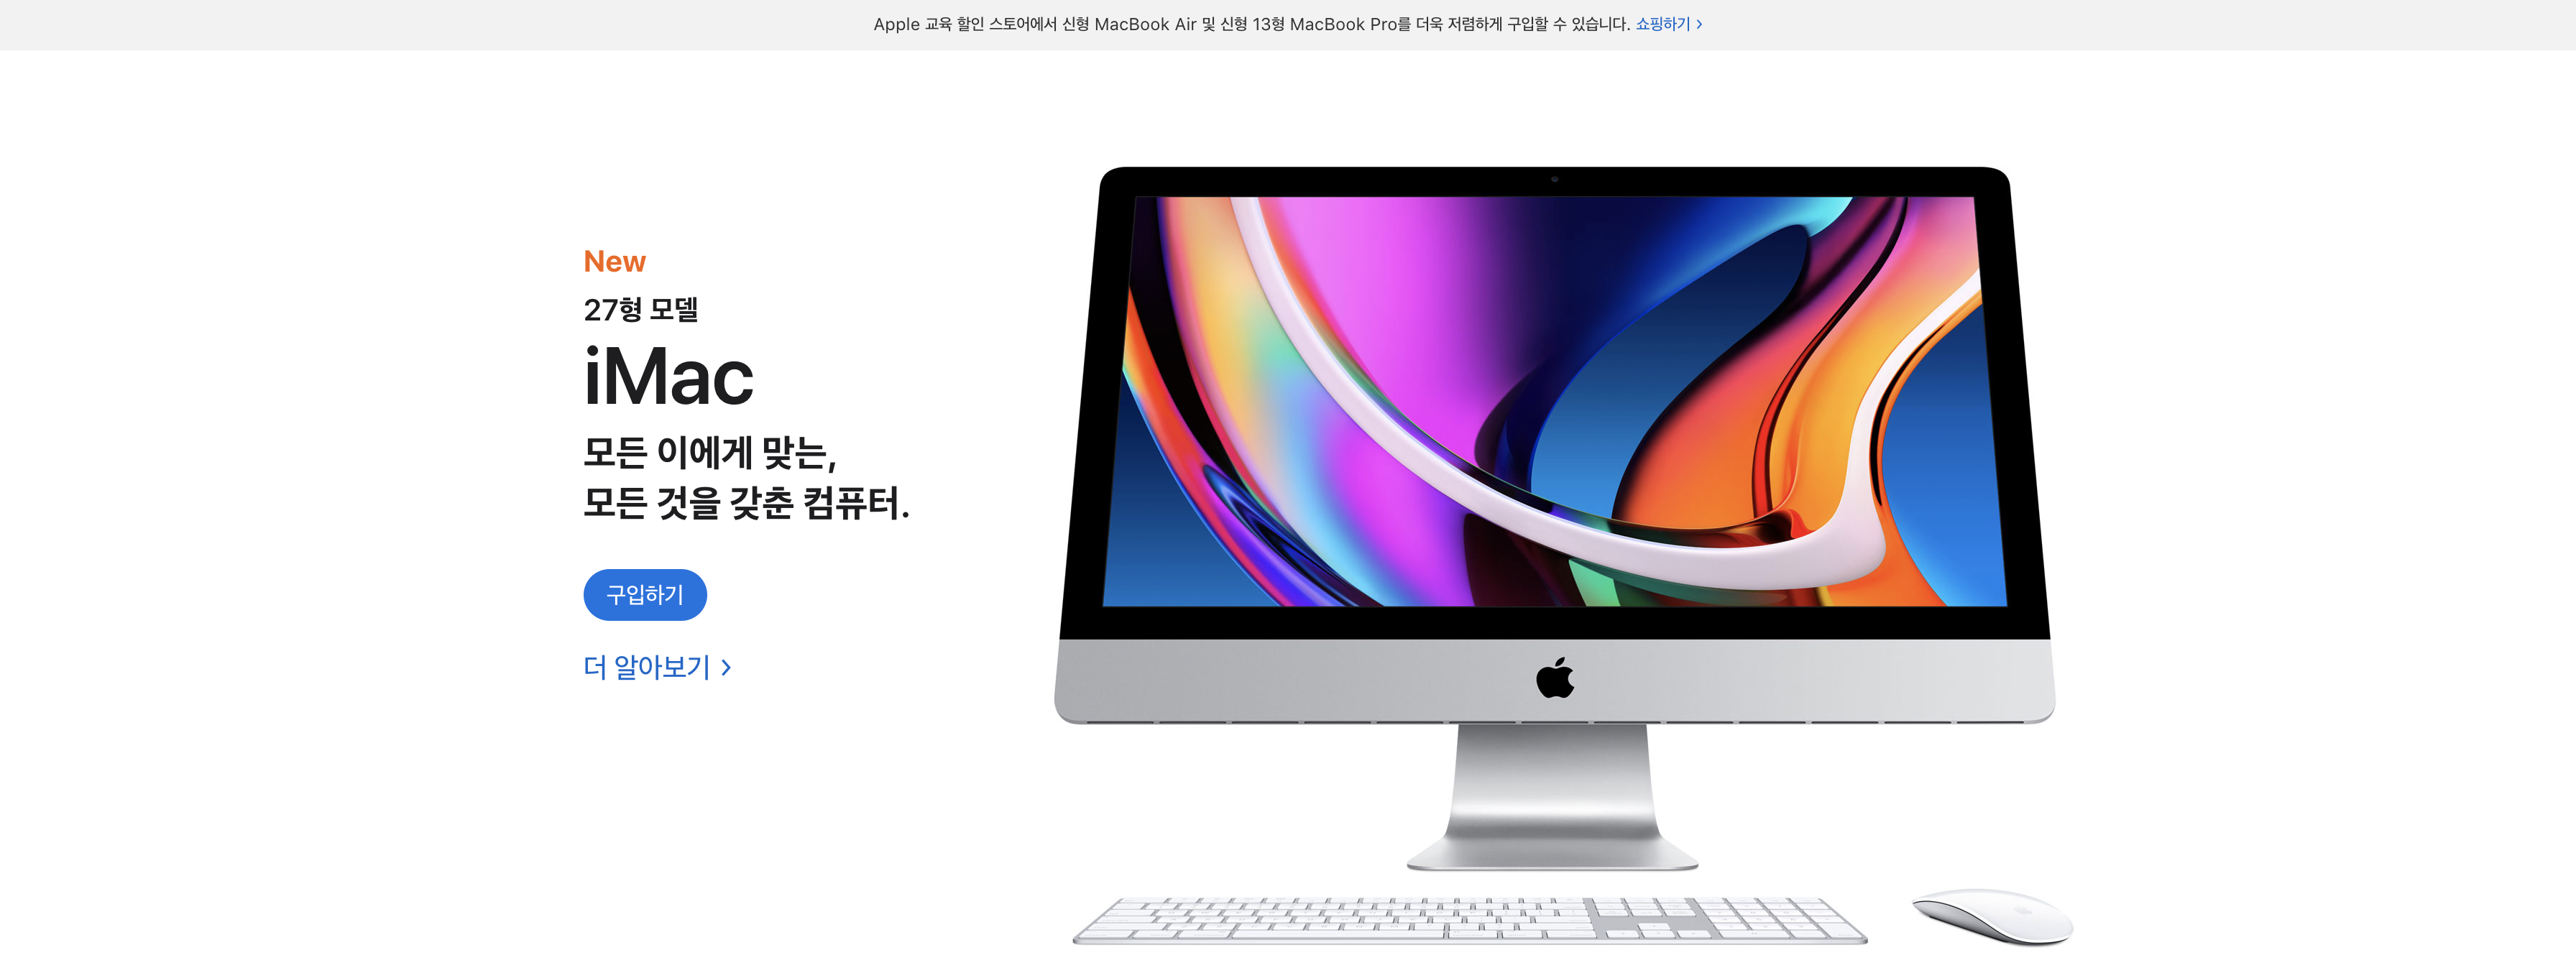 Apple 교육 할인 스토어에서 신형 MacBook Air 및 신형 13형 MacBook Pro를 더욱 저렴하게 구입할 수 있습니다. 쇼핑하기 >
New
27형 모델
iMac
모든 이에게 맞는,
모든 것을 갖춘 컴퓨터.
구입하기
더 알아보기 >